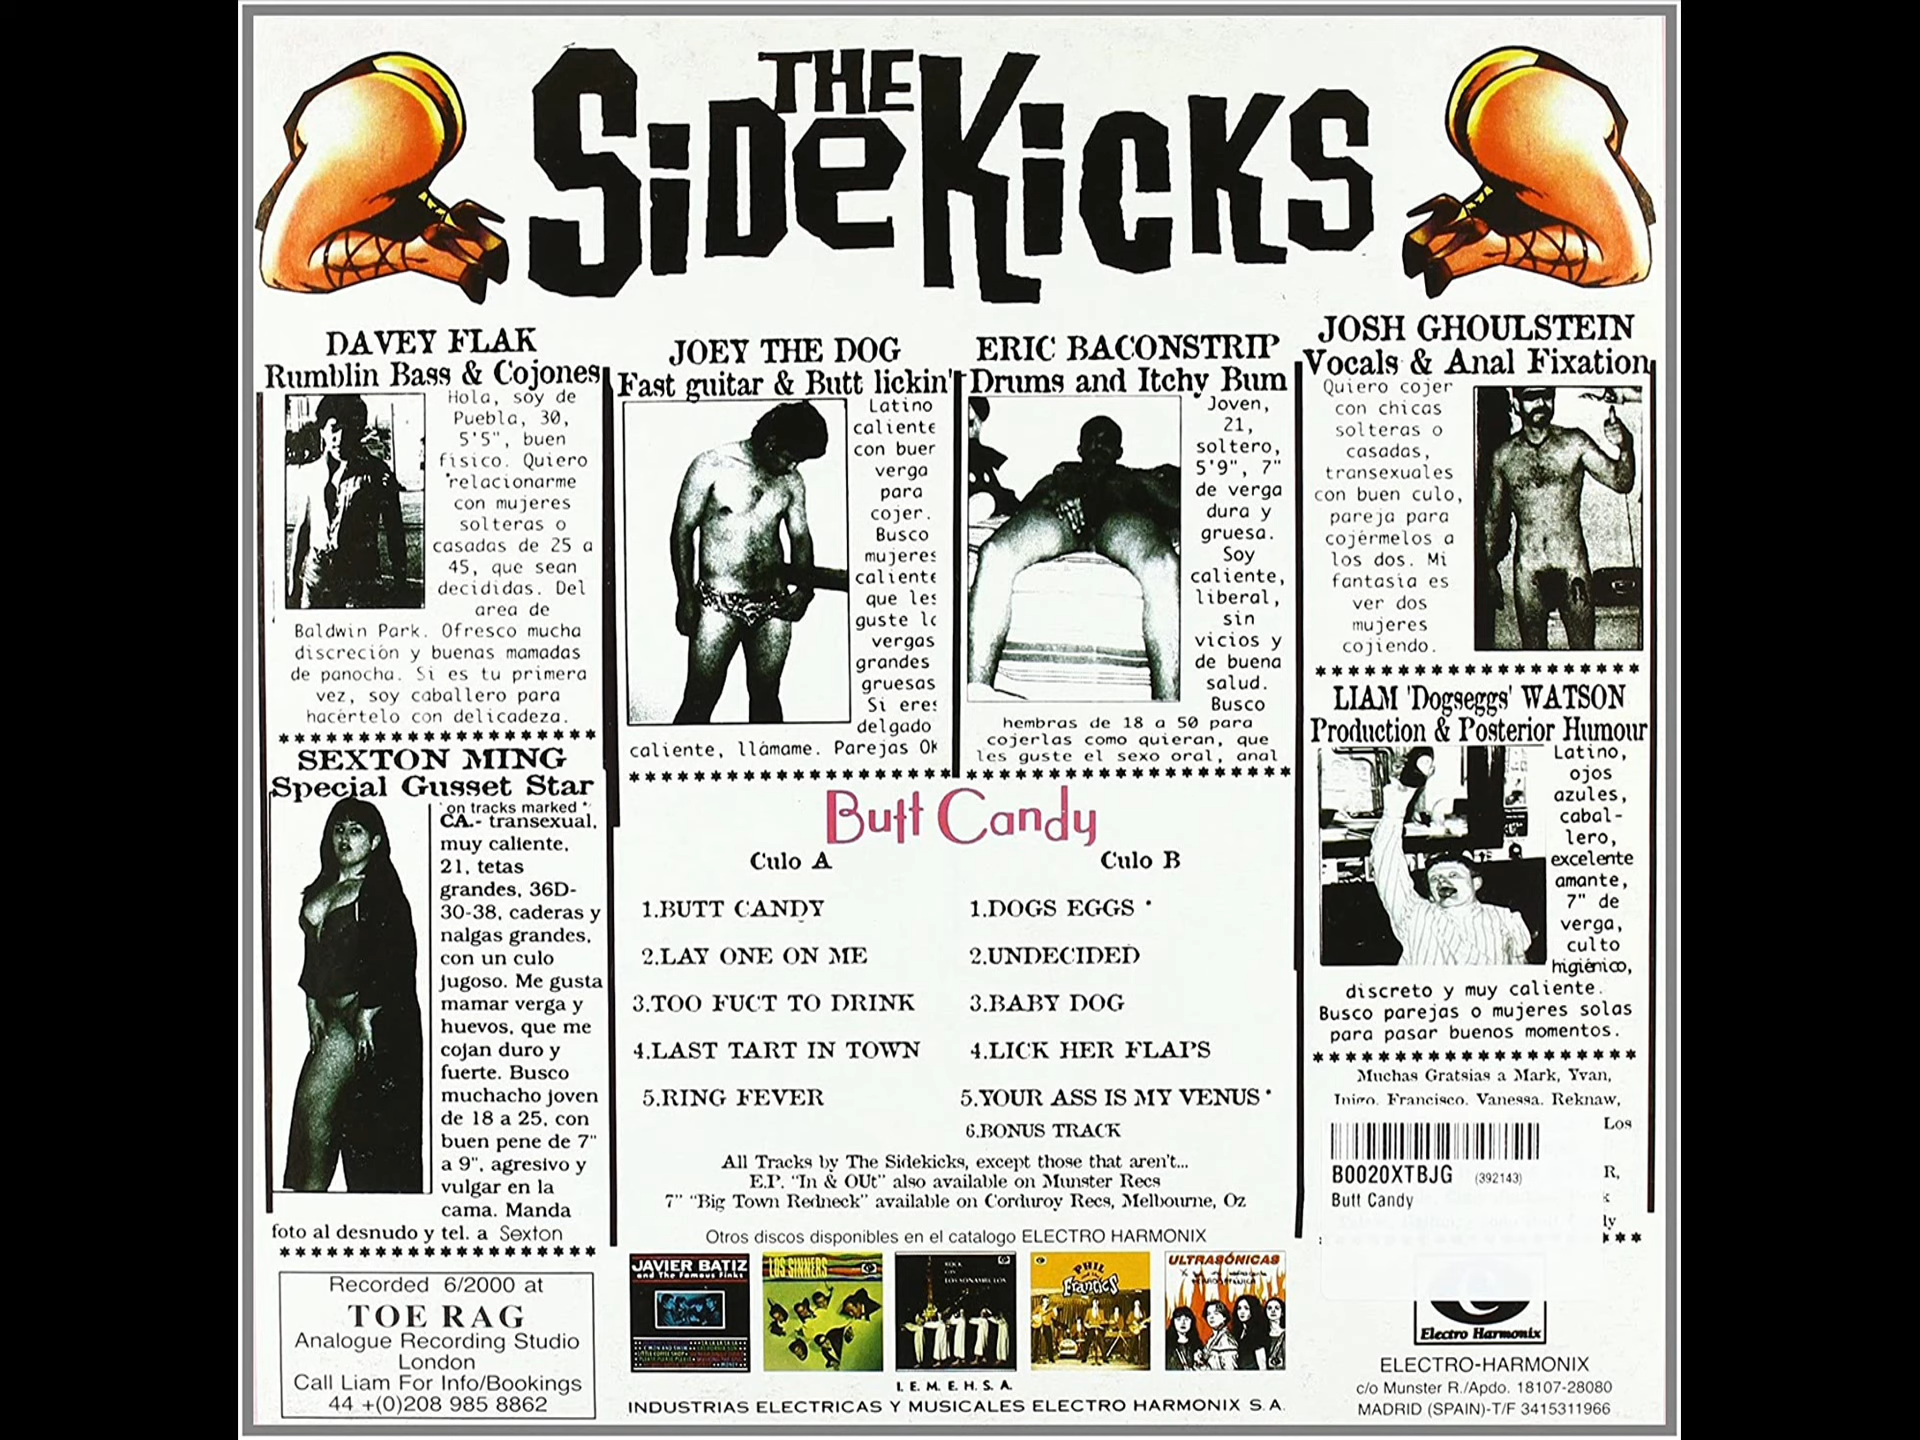 THE
SIDEKICKS
DAVEY FLAK
Rumblin Bass & Cojones
Hola, soy de
Puebla, 30,
5'5", buen
físico. Quiero
relacionarme
con mujeres
solteras o
casadas de 25 a
45, que sean
decididas. Del
area de
Baldwin Park. Ofresco mucha
discreción y buenas mamadas
de panocha. Si es tu primera
vez, soy caballero para
hacértelo con delicadeza.
SEXTON MING
Special Gusset Star
on tracks marked *
CA.- transexual,
muy caliente,
21, tetas
grandes, 36D-
30-38, caderas y
nalgas grandes,
con un culo
jugoso. Me gusta
mamar verga y
huevos, que me
cojan duro y
fuerte. Busco
muchacho joven
de 18 a 25, con
buen pene de 7"
a 9", agresivo y
vulgar en la
cama. Manda
foto al desnudo y tel. a Sexton
Recorded 6/2000 at
TOE RAG
Analogue Recording Studio
London
Call Liam For Info/Bookings
44 +(0)208 985 8862
JOEY THE DOG
Fast guitar & Butt lickin'
Latino
caliente
con buer
verga
para
cojer.
Busco
mujeres
caliente
que les
guste lo
vergas
grandes
gruesas
Si eres
delgado
caliente, llámame. Parejas OK
ERIC BACONSTRIP
Drums and Itchy Bum
Joven,
21,
soltero,
5'9", 7"
de verga
dura y
gruesa.
Soy
caliente,
liberal,
sin
vicios y
de buena
salud.
Busco
hembras de 18 a 50 para
cojerlas como quieran, que
les guste el sexo oral, anal
Butt Candy
Culo A
1.BUTT CANDY
2.LAY ONE ON ME
3.TOO FUCT TO DRINK
4.LAST TART IN TOWN
5.RING FEVER
Culo B
1.DOGS EGGS *
2.UNDECIDED
3.BABY DOG
4.LICK HER FLAPS
5.YOUR ASS IS MY VENUS *
6.BONUS TRACK
All Tracks by The Sidekicks, except those that aren't...
E.P. "In & OUt" also available on Munster Recs
7" "Big Town Redneck" available on Corduroy Recs, Melbourne, Oz
Otros discos disponibles en el catalogo ELECTRO HARMONIX
JAVIER BATIZ
and The Famous Finks
LOS SINNERS
ROCK
LOS SONAMBULOS
PHIL
Frantics
ULTRASÓNICAS
I. E. M. E. H. S. A.
INDUSTRIAS ELECTRICAS Y MUSICALES ELECTRO HARMONIX S.A.
JOSH GHOULSTEIN
Vocals & Anal Fixation
Quiero cojer
con chicas
solteras o
casadas,
transexuales
con buen culo,
pareja para
cojérmelos a
los dos. Mi
fantasía es
ver dos
mujeres
cojiendo.
LIAM 'Dogseggs' WATSON
Production & Posterior Humour
Latino,
ojos
azules,
cabal-
lero,
excelente
amante,
7" de
verga,
culto
higiénico,
discreto y muy caliente.
Busco parejas o mujeres solas
para pasar buenos momentos.
Muchas Gratsias a Mark, Yvan,
Inigo, Francisco, Vanessa, Reknaw,
Los
R,
k
ly
B0020XTBJG (392143)
Butt Candy
Electro Harmonix
ELECTRO-HARMONIX
c/o Munster R./Apdo. 18107-28080
MADRID (SPAIN)-T/F 3415311966